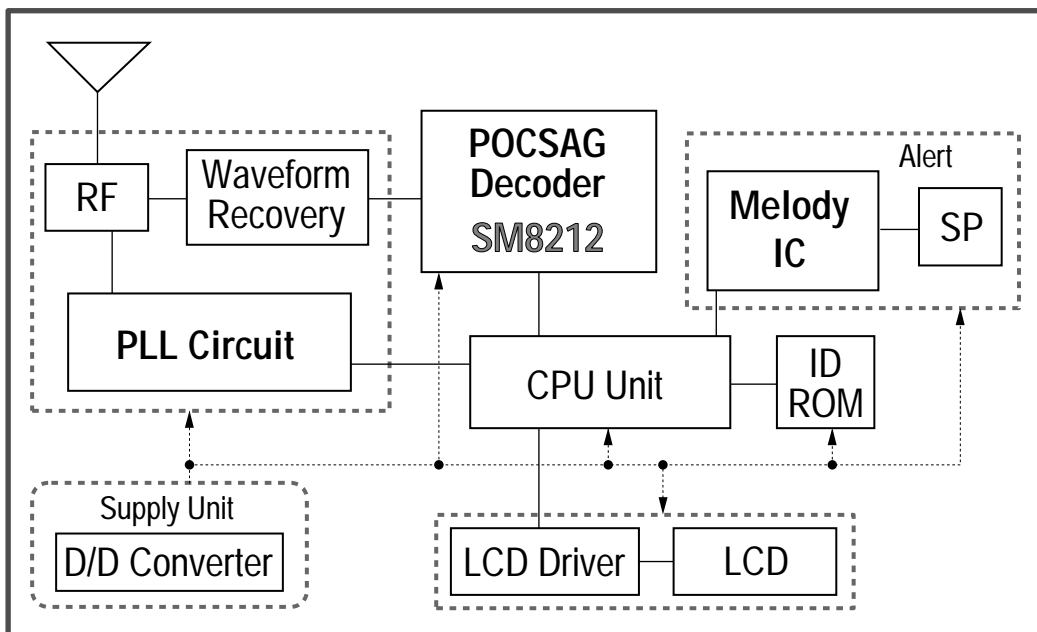 RF
Waveform
Recovery
POCSAG
Decoder
SM8212
Alert
Melody
IC
SP
PLL Circuit
CPU Unit
ID
ROM
Supply Unit
D/D Converter
LCD Driver
LCD